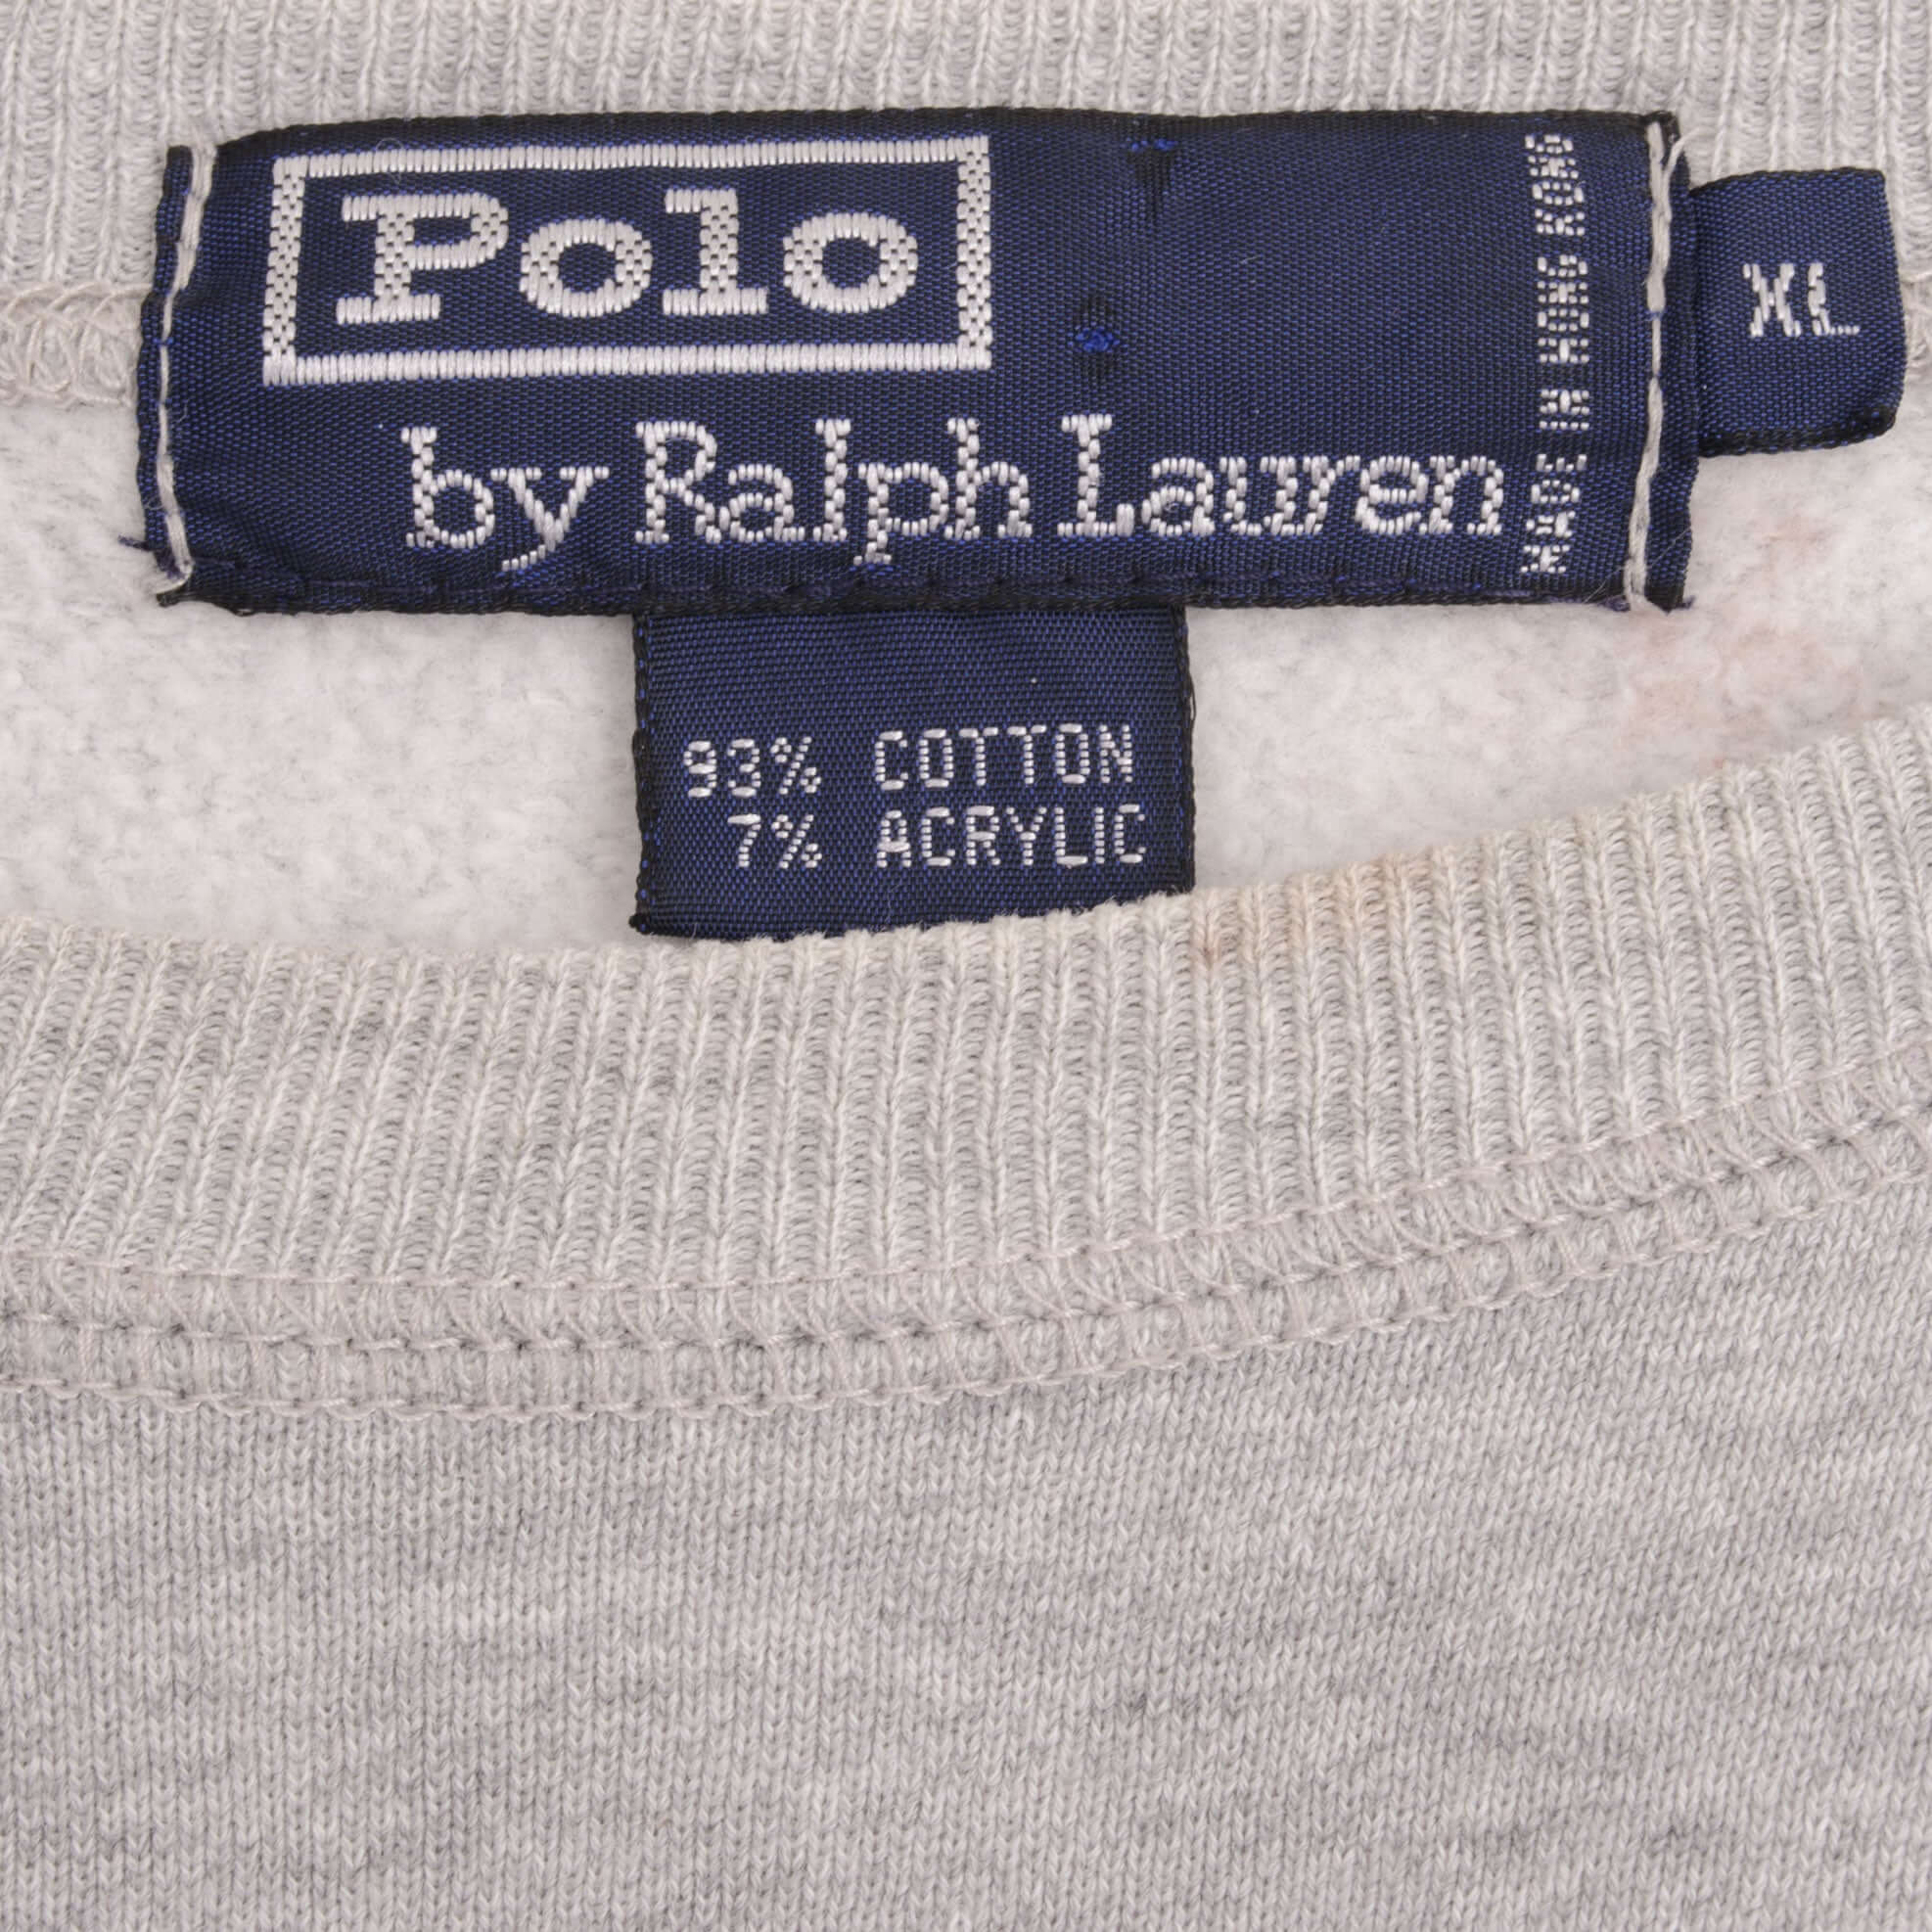 Polo
by Ralph Lauren
MADE IN HONG KONG
XL
93% COTTON
7% ACRYLIC